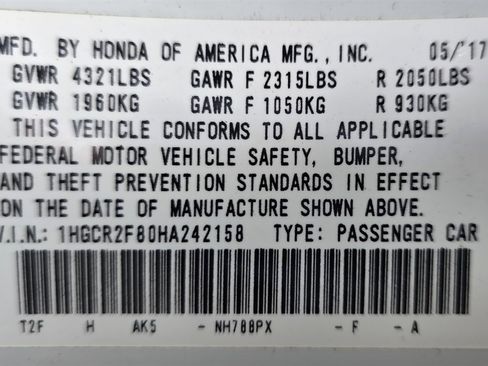 MFD. BY HONDA OF AMERICA MFG., INC. 05/17
GVWR 4321LBS GAWR F 2315LBS R 2050LBS
GVWR 1960KG GAWR F 1050KG R 930KG
THIS VEHICLE CONFORMS TO ALL APPLICABLE
FEDERAL MOTOR VEHICLE SAFETY, BUMPER,
AND THEFT PREVENTION STANDARDS IN EFFECT
ON THE DATE OF MANUFACTURE SHOWN ABOVE.
V.I.N.: 1HGCR2F80HA242158 TYPE: PASSENGER CAR
T2F H AK5 - NH788PX - F - A